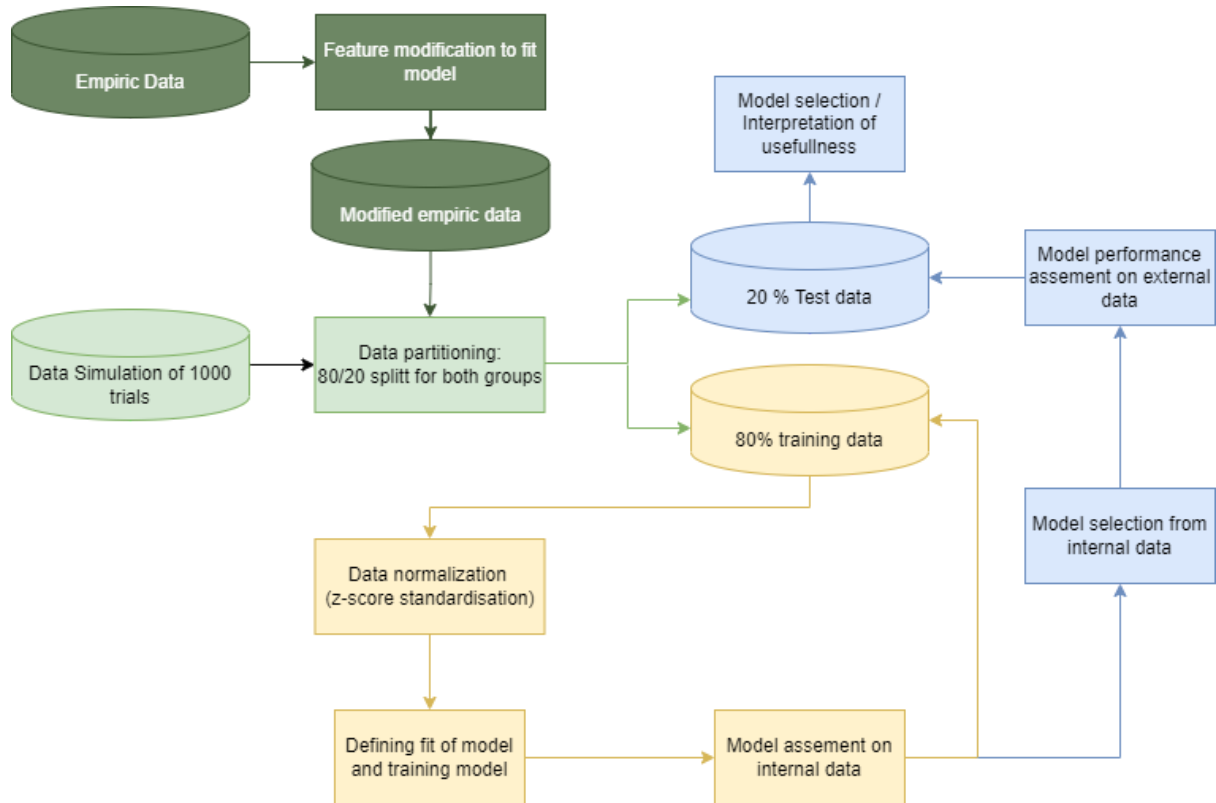 Empiric Data
Feature modification to fit
model
Modified empiric data
Data Simulation of 1000
trials
Data partitioning:
80/20 splitt for both groups
Model selection /
Interpretation of
usefullness
20 % Test data
80% training data
Model performance
assement on external
data
Model selection from
internal data
Data normalization
(z-score standardisation)
Defining fit of model
and training model
Model assement on
internal data